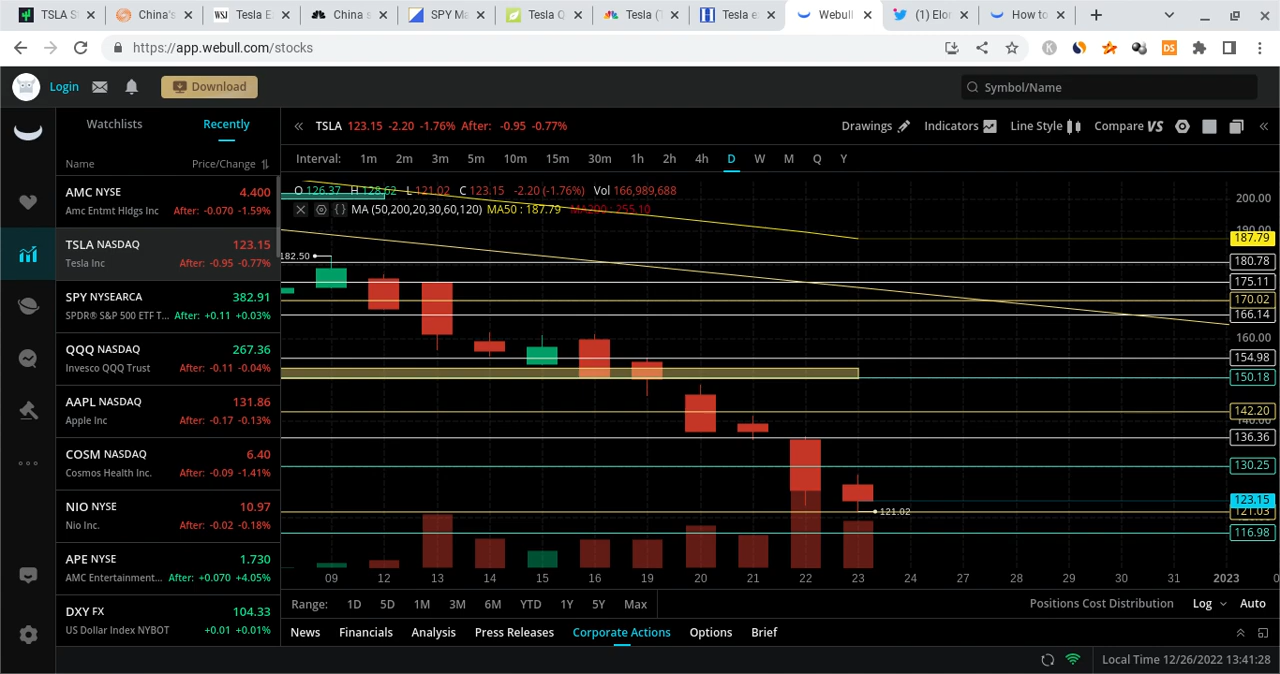 TSLA S
China's
Tesla E
China s
SPY Ma
Tesla Q
Tesla (T
Tesla e
Webull
(1) Elon
How to
https://app.webull.com/stocks
Login
Download
Symbol/Name
Watchlists
Recently
TSLA 123.15 -2.20 -1.76% After: -0.95 -0.77%
Drawings
Indicators
Line Style
Compare VS
Name
Price/Change
Interval: 1m 2m 3m 5m 10m 15m 30m 1h 2h 4h D W M Q Y
AMC NYSE 4.400
Amc Entmt Hldgs Inc After: -0.070 -1.59%
TSLA NASDAQ 123.15
Tesla Inc After: -0.95 -0.77%
SPY NYSEARCA 382.91
SPDR® S&P 500 ETF T... After: +0.11 +0.03%
QQQ NASDAQ 267.36
Invesco QQQ Trust After: -0.11 -0.04%
AAPL NASDAQ 131.86
Apple Inc After: -0.17 -0.13%
COSM NASDAQ 6.40
Cosmos Health Inc. After: -0.09 -1.41%
NIO NYSE 10.97
Nio Inc. After: -0.02 -0.18%
APE NYSE 1.730
AMC Entertainment... After: +0.070 +4.05%
DXY FX 104.33
US Dollar Index NYBOT +0.01 +0.01%
O 126.37 H 128.62 L 121.02 C 123.15 -2.20 (-1.76%) Vol 166,989,688
MA (50,200,20,30,60,120) MA50 : 187.79 MA200 : 255.10
182.50
121.02
200.00
190.00
187.79
180.78
175.11
170.02
166.14
160.00
154.98
150.18
142.20
140.00
136.36
130.25
123.15
121.03
116.98
09 12 13 14 15 16 19 20 21 22 23 24 27 28 29 30 31 2023
Range: 1D 5D 1M 3M 6M YTD 1Y 5Y Max
Positions Cost Distribution
Log
Auto
News Financials Analysis Press Releases Corporate Actions Options Brief
Local Time 12/26/2022 13:41:28